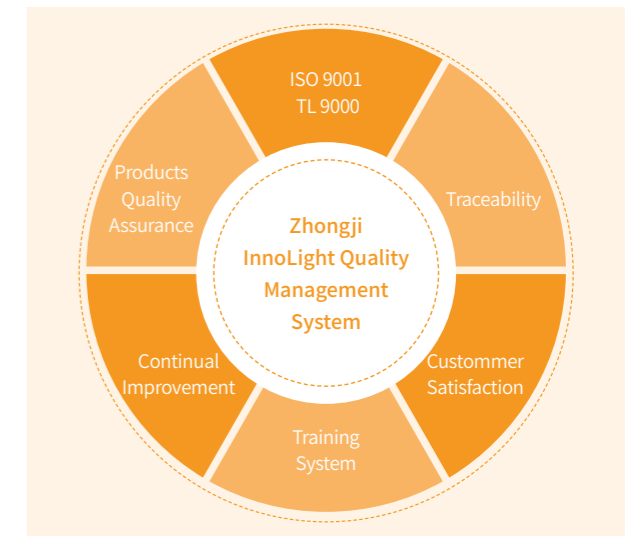 ISO 9001
TL 9000
Traceability
Custommer
Satisfaction
Training
System
Continual
Improvement
Products
Quality
Assurance
Zhongji
InnoLight Quality
Management
System